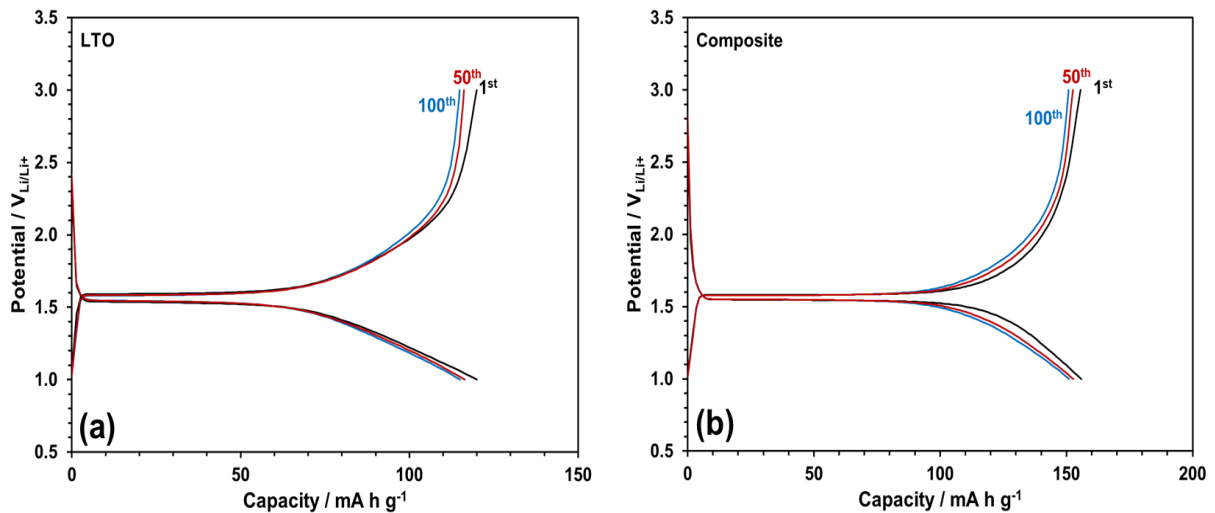 LTO
3.5
3.0
2.5
2.0
1.5
1.0
0.5
Potential / V Li/Li+
50th
1st
100th
(a)
0
50
100
150
Capacity / mA h g-1
Composite
3.5
3.0
2.5
2.0
1.5
1.0
0.5
Potential / V Li/Li+
50th
1st
100th
(b)
0
50
100
150
200
Capacity / mA h g-1